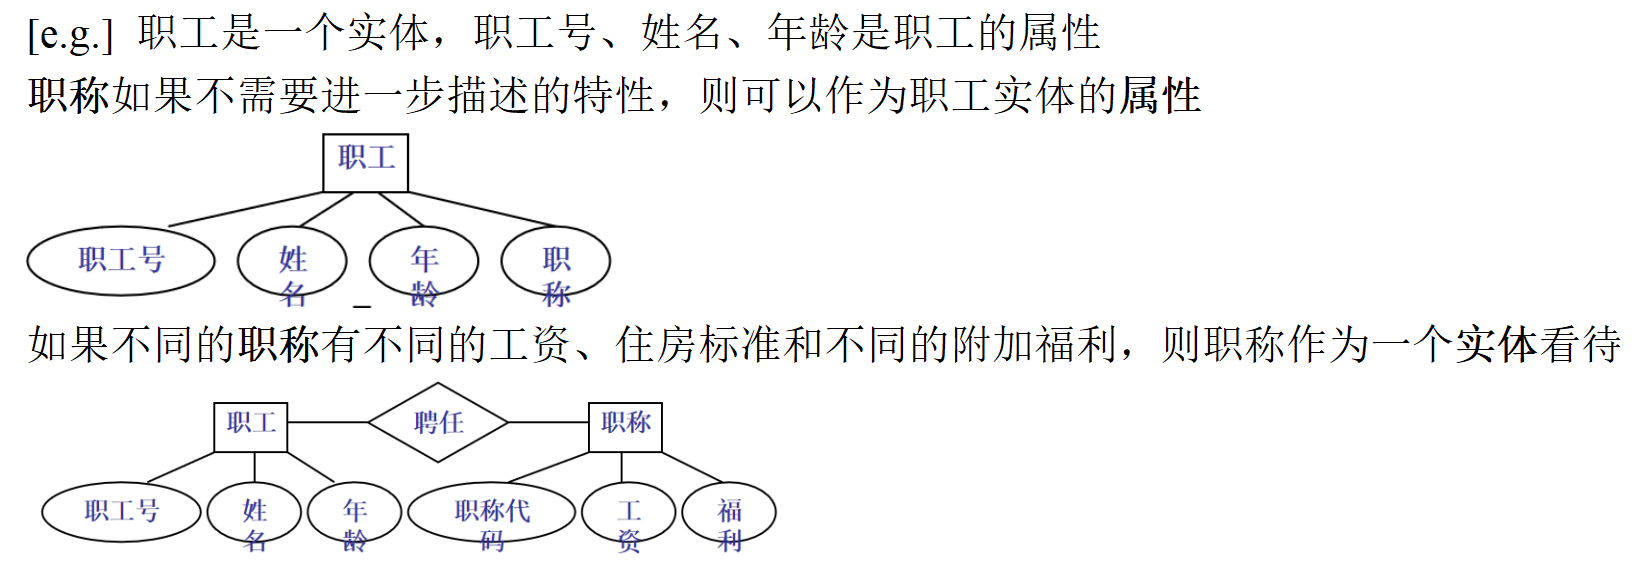 [e.g.] 职工是一个实体，职工号、姓名、年龄是职工的属性
职称如果不需要进一步描述的特性，则可以作为职工实体的属性
职工
职工号
姓
名
年
龄
职
称
如果不同的职称有不同的工资、住房标准和不同的附加福利，则职称作为一个实体看待
职工
聘任
职称
职工号
姓
名
年
龄
职称代
码
工
资
福
利